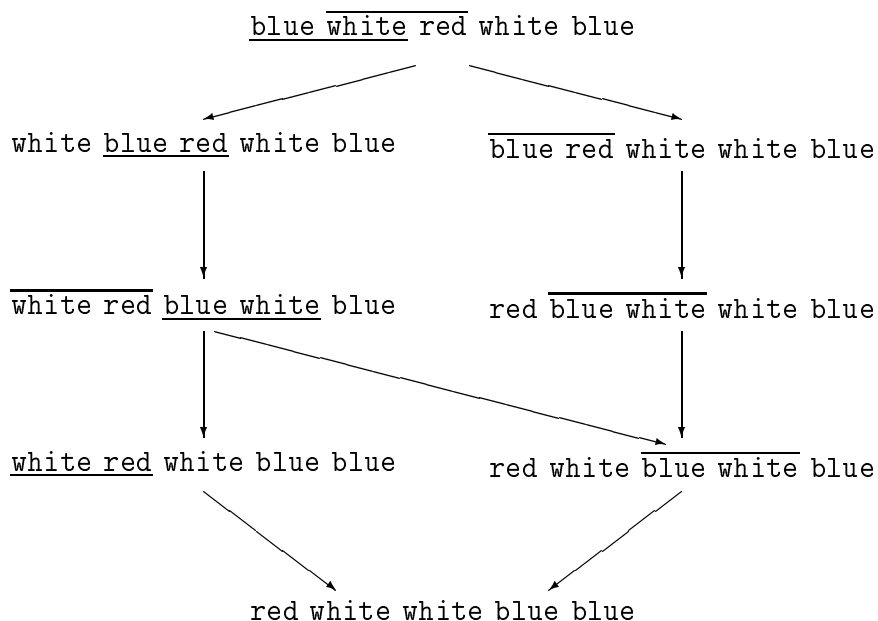 blue white red white blue
white blue red white blue
blue red white white blue
white red blue white blue
red blue white white blue
white red white blue blue
red white blue white blue
red white white blue blue